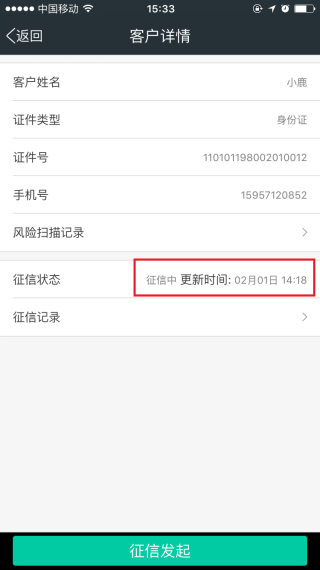 中国移动 15:33
返回 客户详情
客户姓名 小鹿
证件类型 身份证
证件号 110101198002010012
手机号 15957120852
风险扫描记录
征信状态 征信中 更新时间: 02月01日 14:18
征信记录
征信发起